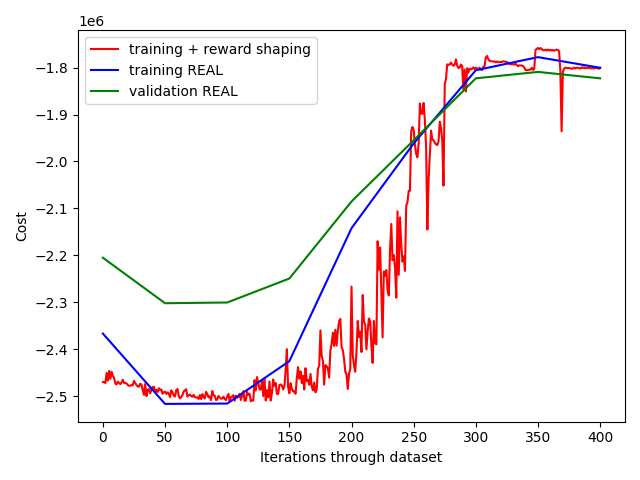 1e6
training + reward shaping
training REAL
validation REAL
−1.8
−1.9
−2.0
−2.1
−2.2
−2.3
−2.4
−2.5
Cost
0 50 100 150 200 250 300 350 400
Iterations through dataset